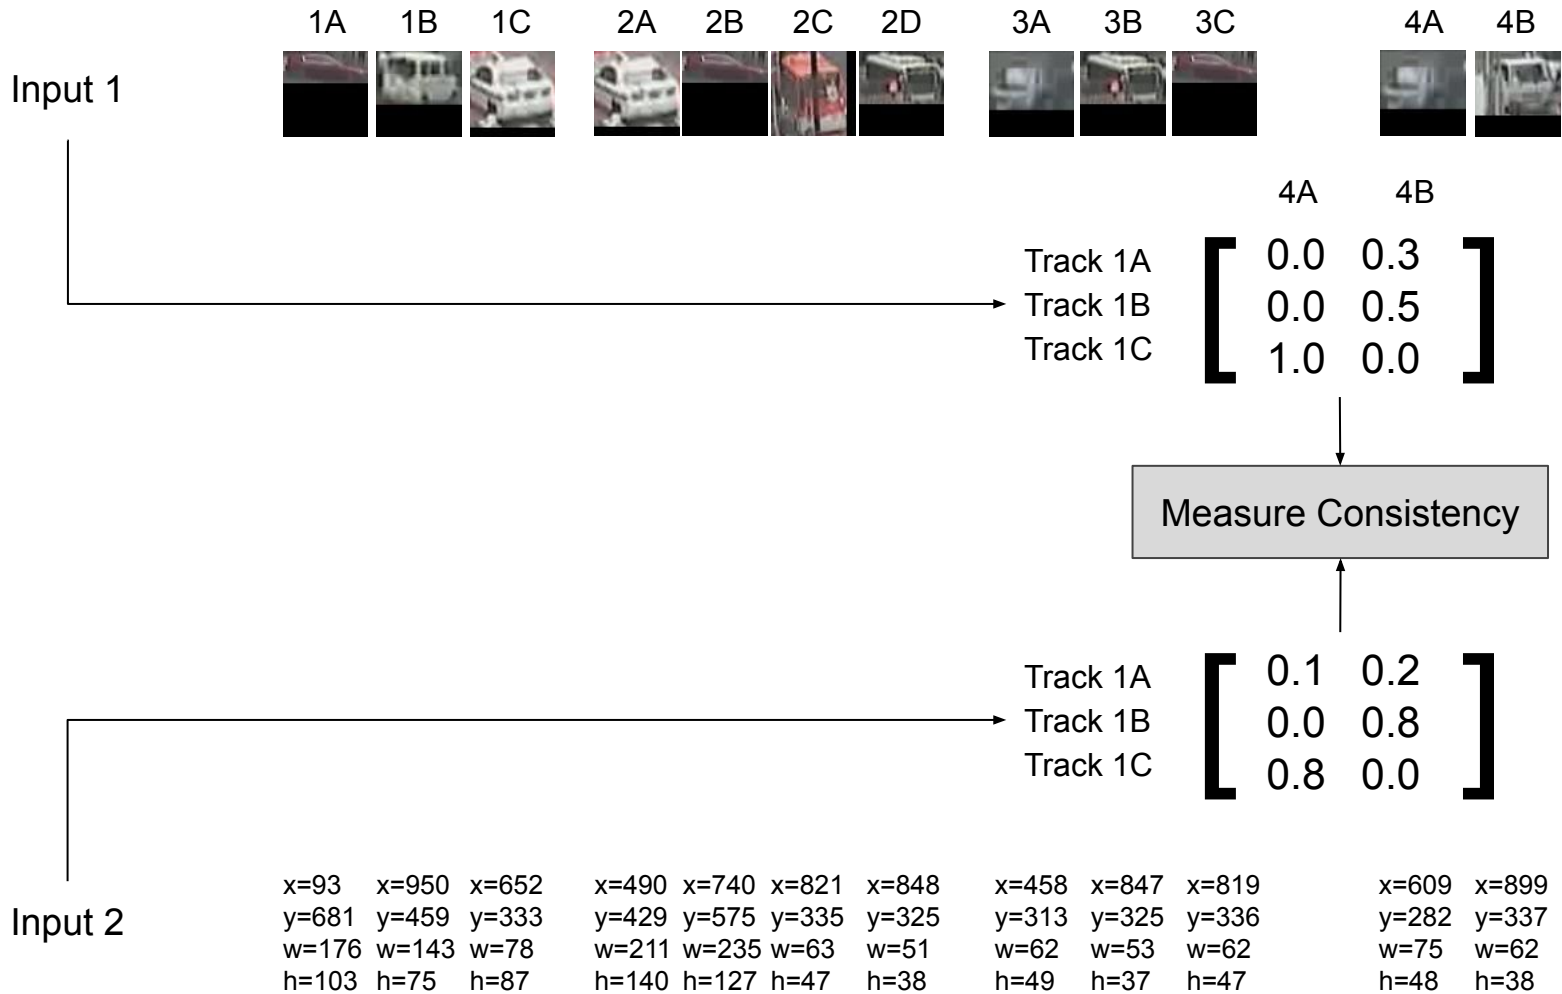 1A 1B 1C 2A 2B 2C 2D 3A 3B 3C 4A 4B
Input 1
4A 4B
Track 1A 0.0 0.3
Track 1B 0.0 0.5
Track 1C 1.0 0.0
Measure Consistency
Track 1A 0.1 0.2
Track 1B 0.0 0.8
Track 1C 0.8 0.0
Input 2
x=93 x=950 x=652 x=490 x=740 x=821 x=848 x=458 x=847 x=819 x=609 x=899
y=681 y=459 y=333 y=429 y=575 y=335 y=325 y=313 y=325 y=336 y=282 y=337
w=176 w=143 w=78 w=211 w=235 w=63 w=51 w=62 w=53 w=62 w=75 w=62
h=103 h=75 h=87 h=140 h=127 h=47 h=38 h=49 h=37 h=47 h=48 h=38